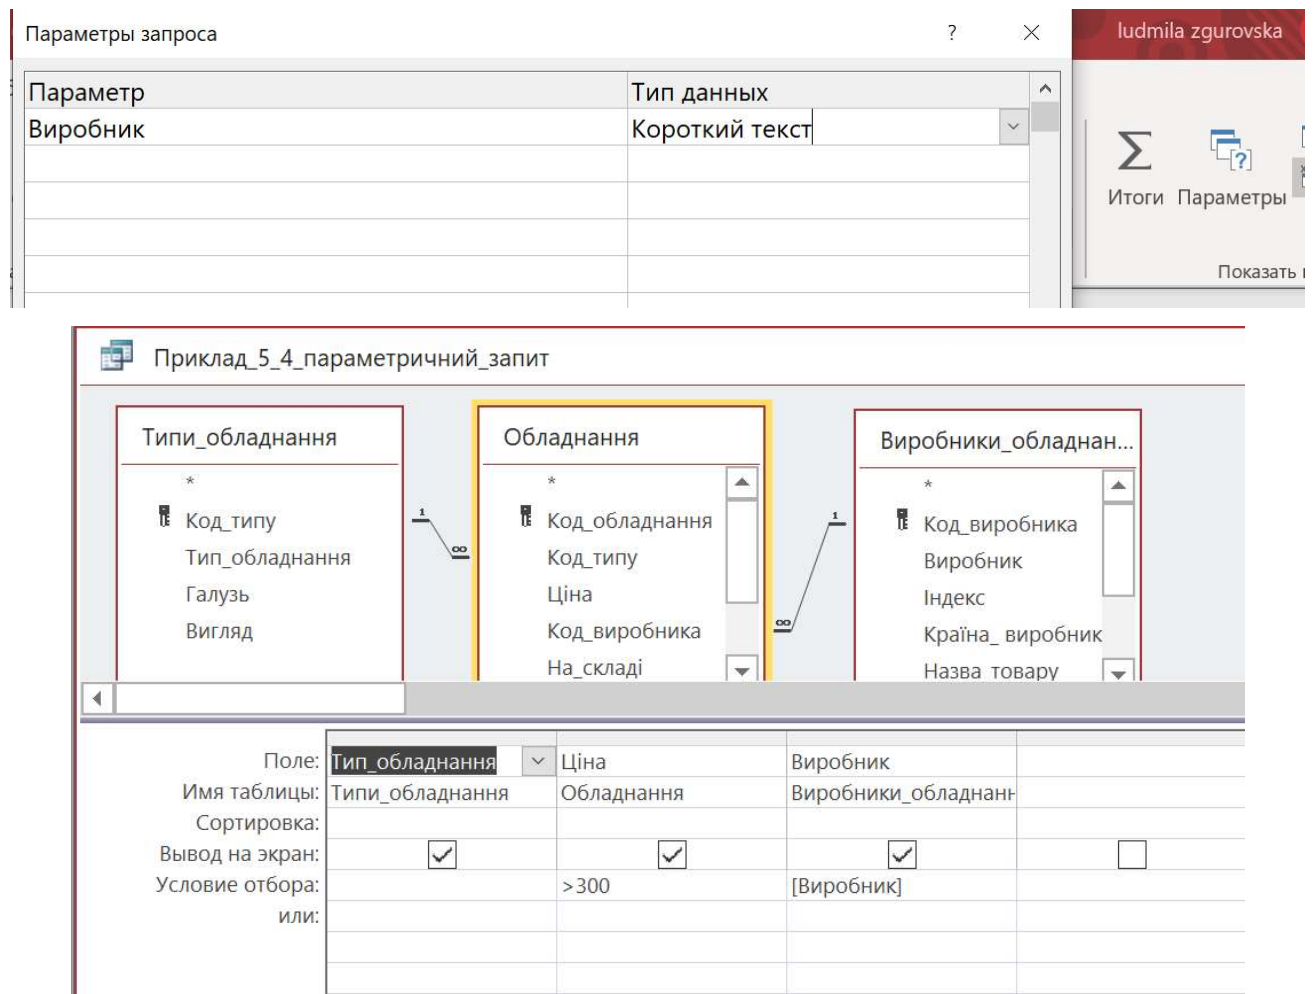 Параметры запроса ? ludmila zgurovska
Параметр Тип данных
Виробник Короткий текст
Итоги Параметры
Показать
Приклад_5_4_параметричний_запит
Типи_обладнання
*
Код_типу
Тип_обладнання
Галузь
Вигляд
1
∞
Обладнання
*
Код_обладнання
Код_типу
Ціна
Код_виробника
На_складі
1
∞
Виробники_обладнан...
*
Код_виробника
Виробник
Індекс
Країна_ виробник
Назва_товару
Поле: Тип_обладнання Ціна Виробник
Имя таблицы: Типи_обладнання Обладнання Виробники_обладнанн
Сортировка:
Вывод на экран:
Условие отбора: >300 [Виробник]
или: